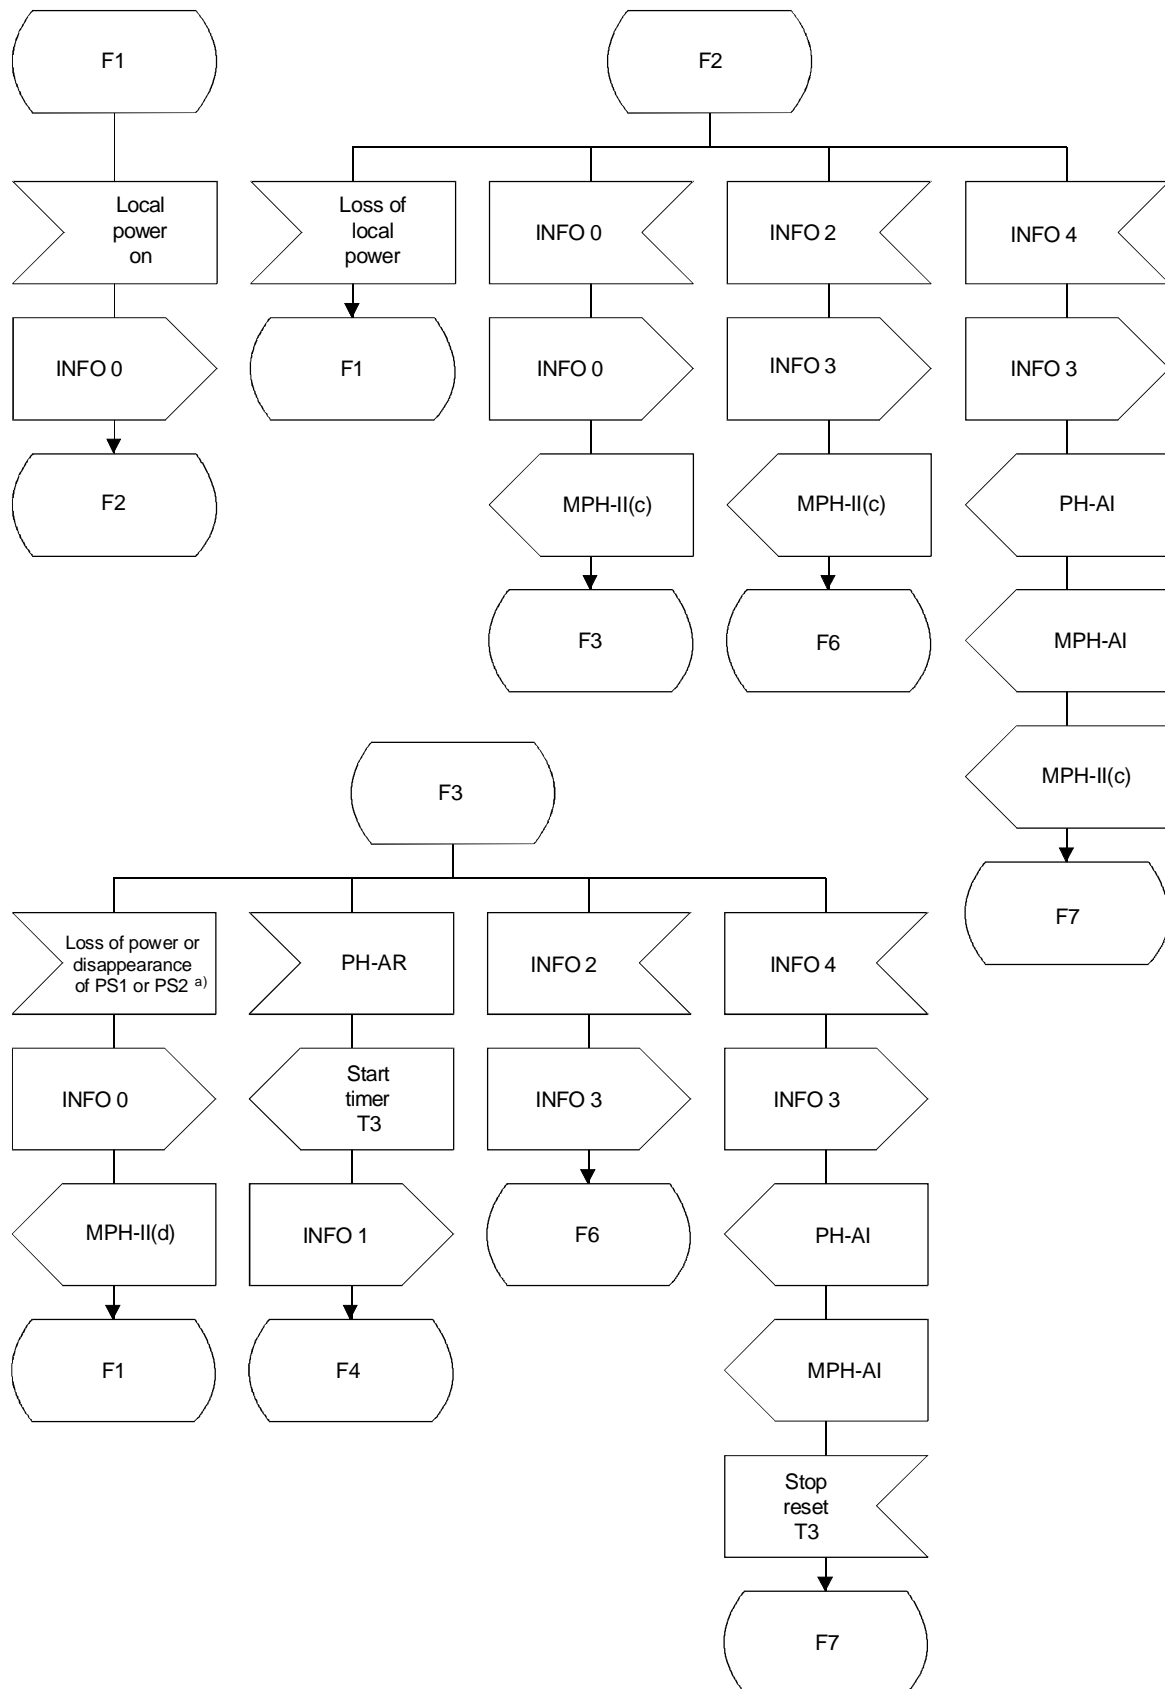 F1
F2
Local
power
on
Loss of
local
power
INFO 0
INFO 2
INFO 4
INFO 0
F1
INFO 0
INFO 3
INFO 3
F2
MPH-II(c)
MPH-II(c)
PH-AI
F3
F6
MPH-AI
MPH-II(c)
F7
F3
Loss of power or
disappearance
of PS1 or PS2 a)
PH-AR
INFO 2
INFO 4
INFO 0
Start
timer
T3
INFO 3
INFO 3
MPH-II(d)
INFO 1
F6
PH-AI
F1
F4
MPH-AI
Stop
reset
T3
F7